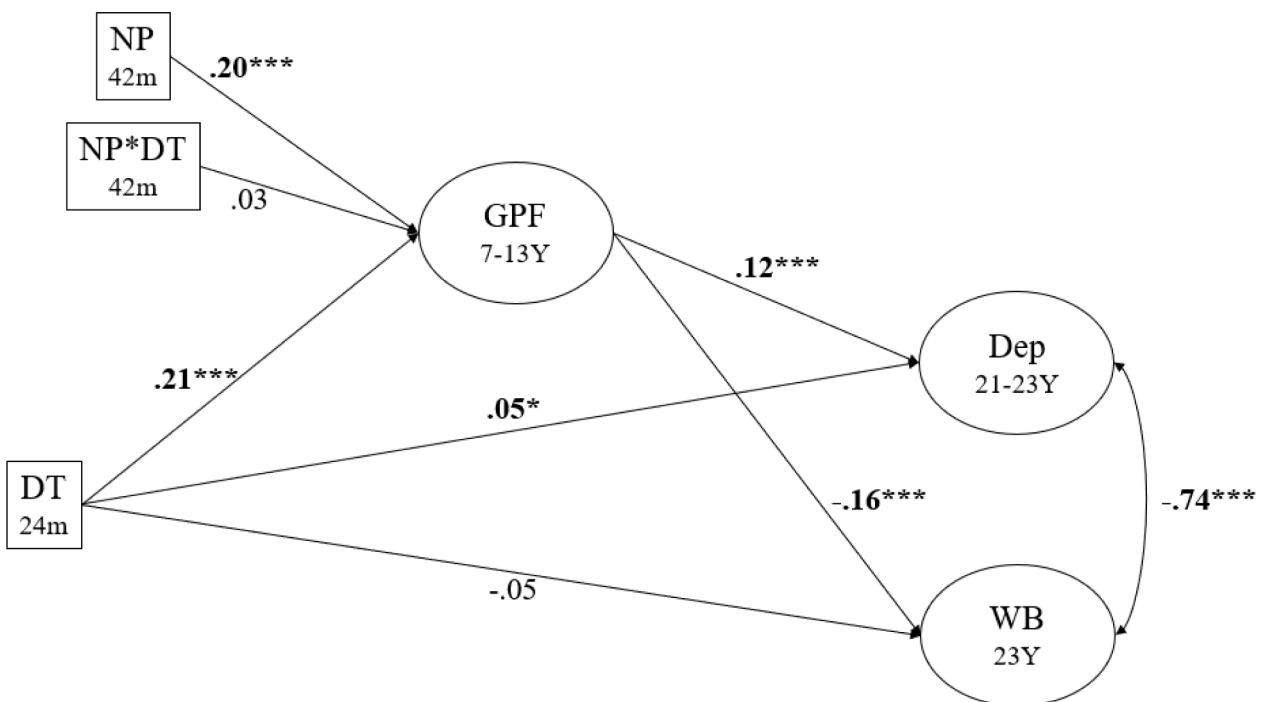 NP
42m
.20***
NP*DT
42m
.03
GPF
7-13Y
.12***
Dep
21-23Y
.21***
.05*
DT
24m
-.16***
-.74***
-.05
WB
23Y